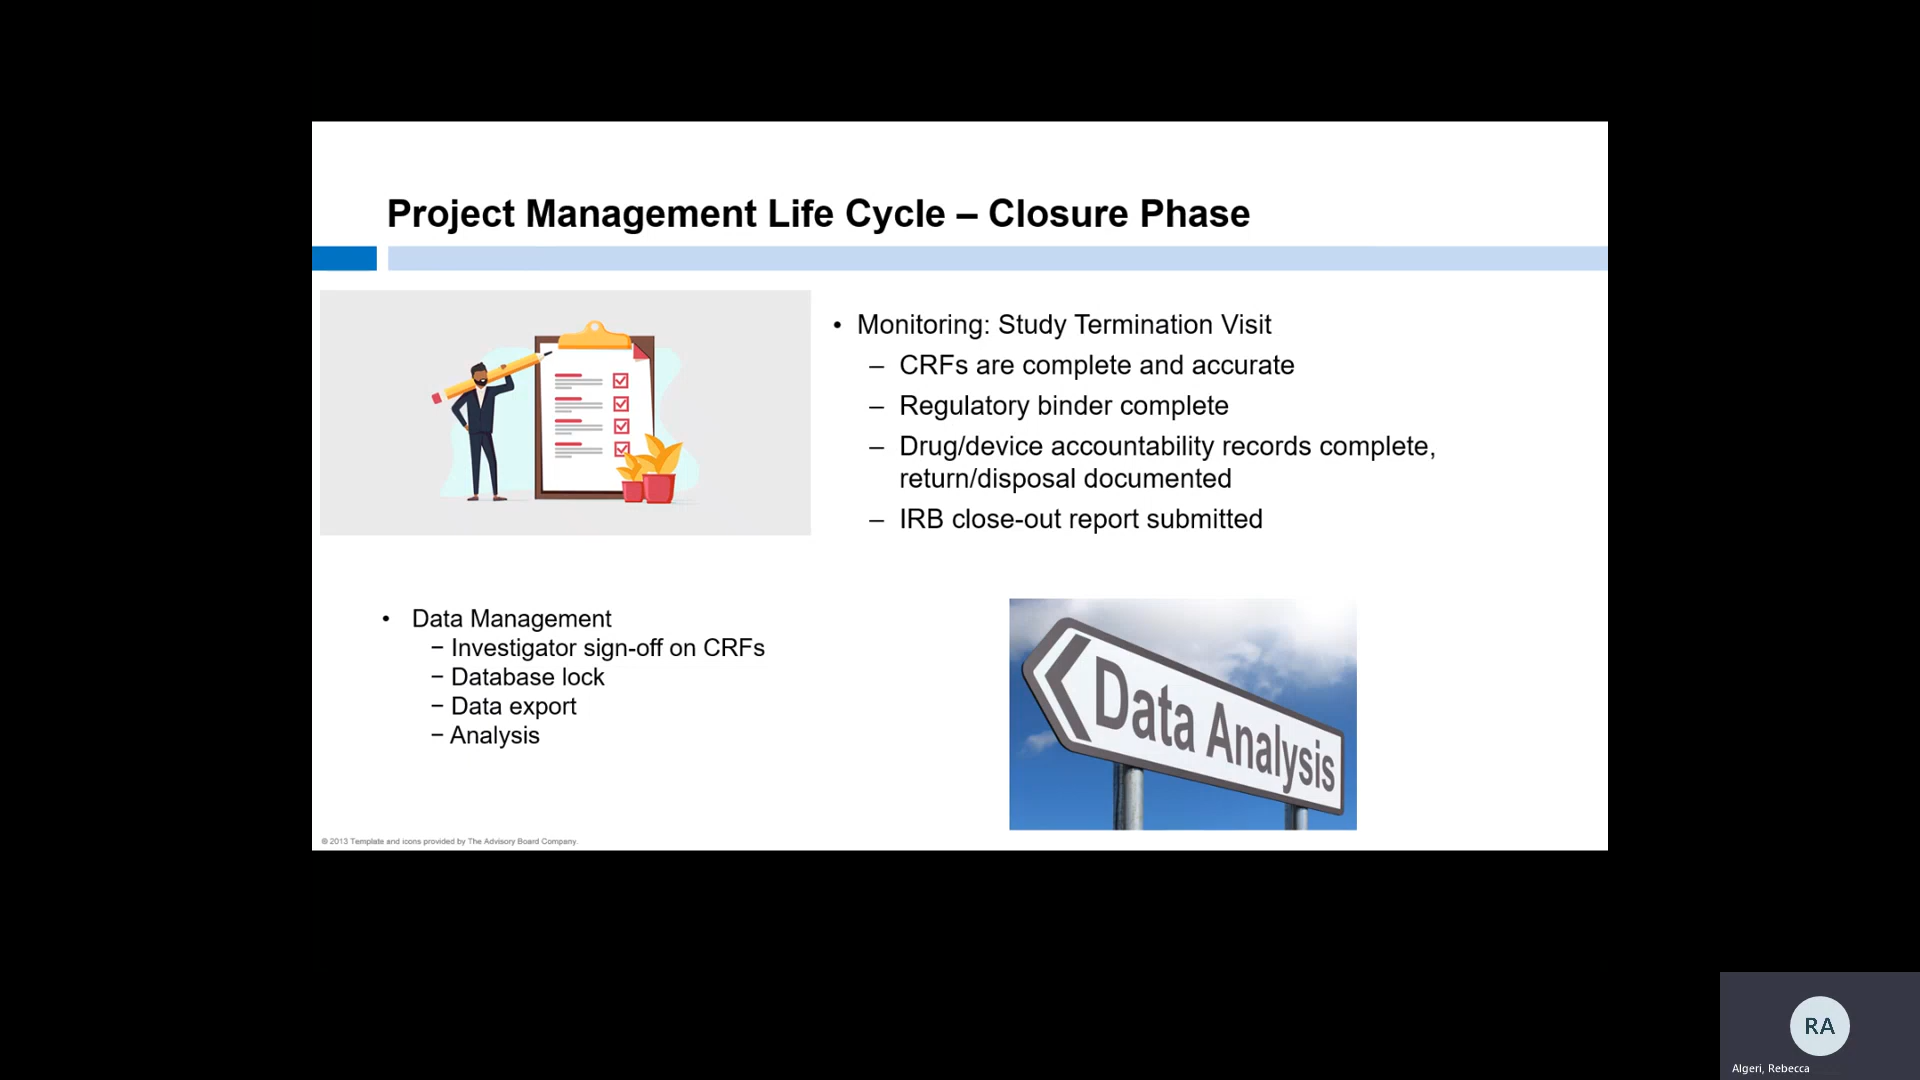 Project Management Life Cycle – Closure Phase
• Monitoring: Study Termination Visit
– CRFs are complete and accurate
– Regulatory binder complete
– Drug/device accountability records complete,
return/disposal documented
– IRB close-out report submitted
• Data Management
− Investigator sign-off on CRFs
− Database lock
− Data export
− Analysis
Data Analysis
© 2013 Template and icons provided by The Advisory Board Company.
RA
Algeri, Rebecca